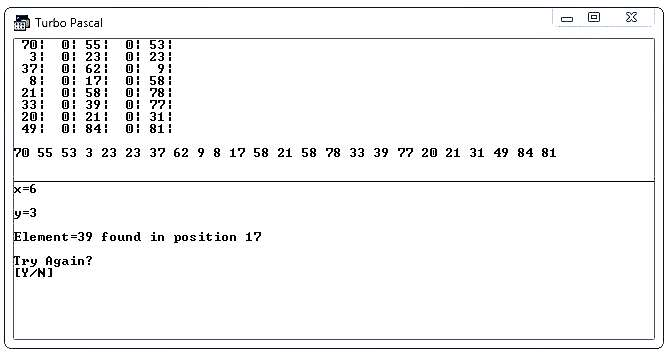 Turbo Pascal
70¦ 0¦ 55¦ 0¦ 53¦
3¦ 0¦ 23¦ 0¦ 23¦
37¦ 0¦ 62¦ 0¦ 9¦
8¦ 0¦ 17¦ 0¦ 58¦
21¦ 0¦ 58¦ 0¦ 78¦
33¦ 0¦ 39¦ 0¦ 77¦
20¦ 0¦ 21¦ 0¦ 31¦
49¦ 0¦ 84¦ 0¦ 81¦
70 55 53 3 23 23 37 62 9 8 17 58 21 58 78 33 39 77 20 21 31 49 84 81
x=6
y=3
Element=39 found in position 17
Try Again?
[Y/N]